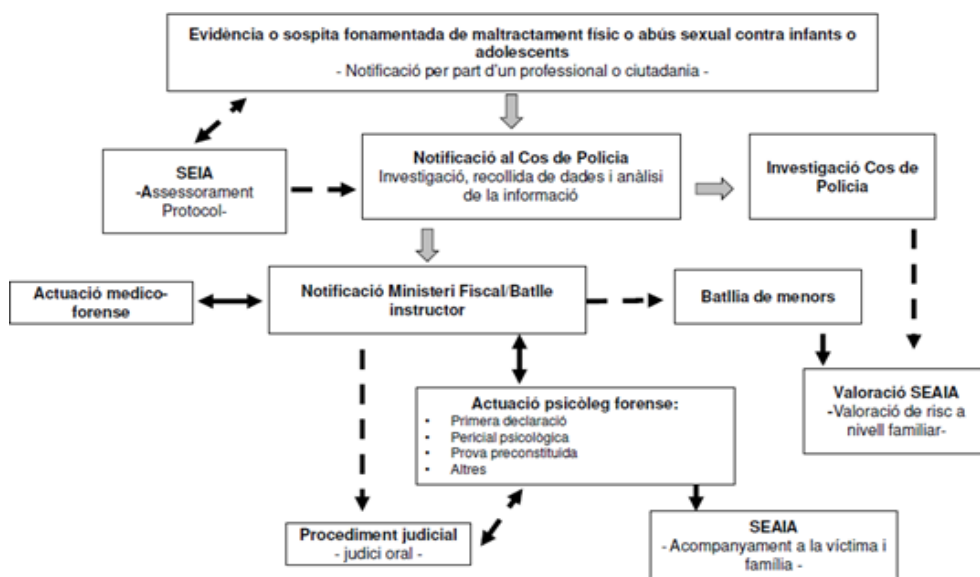 Evidència o sospita fonamentada de maltractament físic o abús sexual contra infants o
adolescents
- Notificació per part d'un professional o ciutadania -
SEIA
-Assessorament
Protocol-
Notificació al Cos de Policia
Investigació, recollida de dades i anàlisi
de la informació
Investigació Cos de
Policia
Actuació medico-
forense
Notificació Ministeri Fiscal/Batlle
instructor
Batllia de menors
Actuació psicòleg forense:
• Primera declaració
• Pericial psicològica
• Prova preconstituida
• Altres
Valoració SEAIA
-Valoració de risc a
nivell familiar-
Procediment judicial
- judici oral -
SEAIA
- Acompanyament a la víctima i
família -